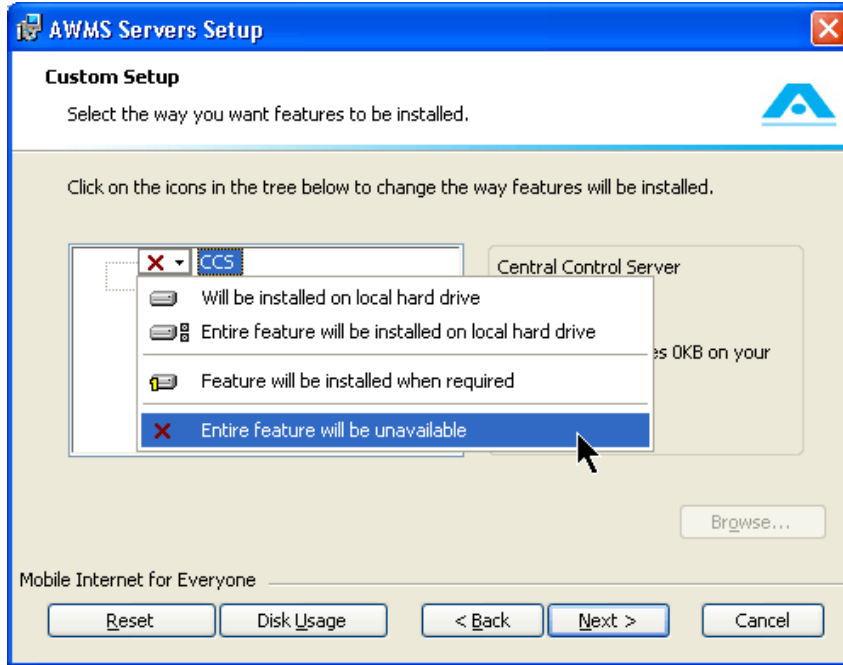 AWMS Servers Setup
Custom Setup
Select the way you want features to be installed.
Click on the icons in the tree below to change the way features will be installed.
CCS
Central Control Server
Will be installed on local hard drive
Entire feature will be installed on local hard drive
0KB on your
Feature will be installed when required
Entire feature will be unavailable
Browse...
Mobile Internet for Everyone
Reset
Disk Usage
< Back
Next >
Cancel